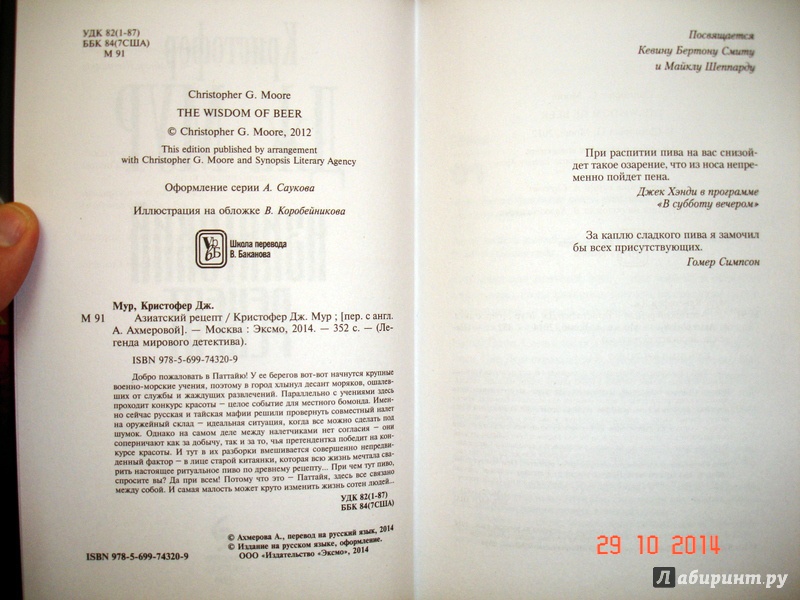 УДК 82(1-87)
ББК 84(7США)
М 91
Christopher G. Moore
THE WISDOM OF BEER
© Christopher G. Moore, 2012
This edition published by arrangement
with Christopher G. Moore and Synopsis Literary Agency
Оформление серии А. Саукова
Иллюстрация на обложке В. Коробейникова
Школа перевода
В. Баканова
Мур, Кристофер Дж.
М 91 Азиатский рецепт / Кристофер Дж. Мур ; [пер. с англ.
А. Ахмеровой]. — Москва : Эксмо, 2014. — 352 с. — (Ле-
генда мирового детектива).
ISBN 978-5-699-74320-9
Добро пожаловать в Паттайю! У ее берегов вот-вот начнутся крупные
военно-морские учения, поэтому в город хлынул десант моряков, ошалев-
ших от службы и жаждущих развлечений. Параллельно с учениями здесь
проходит конкурс красоты — целое событие для местного бомонда. Имен-
но сейчас русская и тайская мафии решили провернуть совместный налет
на оружейный склад — идеальная ситуация, когда все можно сделать под
шумок. Однако на самом деле между налетчиками нет согласия — они
соперничают как за добычу, так и за то, чья претендентка победит на кон-
курсе красоты. И тут в их разборки вмешивается совершенно непредви-
денный фактор — в лице старой китаянки, которая всю жизнь мечтала сва-
рить настоящее ритуальное пиво по древнему рецепту... При чем тут пиво,
спросите вы? Да при всем! Потому что это — Паттайя, здесь все связано
между собой. И самая малость может круто изменить жизнь сотен людей...
УДК 82(1-87)
ББК 84(7США)
© Ахмерова А., перевод на русский язык, 2014
© Издание на русском языке, оформление.
ООО «Издательство «Эксмо», 2014
ISBN 978-5-699-74320-9
Посвящается
Кевину Бертону Смиту
и Майклу Шеппарду
При распитии пива на вас снизой-
дет такое озарение, что из носа непре-
менно пойдет пена.
Джек Хэнди в программе
«В субботу вечером»
За каплю сладкого пива я замочил
бы всех присутствующих.
Гомер Симпсон
29 10 2014
Лабиринт.ру